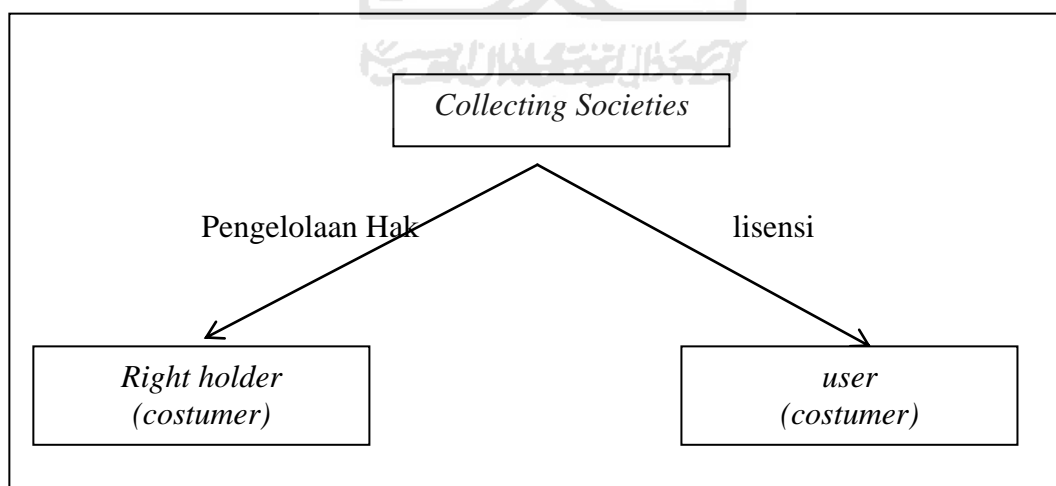 Collecting Societies
Pengelolaan Hak
lisensi
Right holder
(costumer)
user
(costumer)